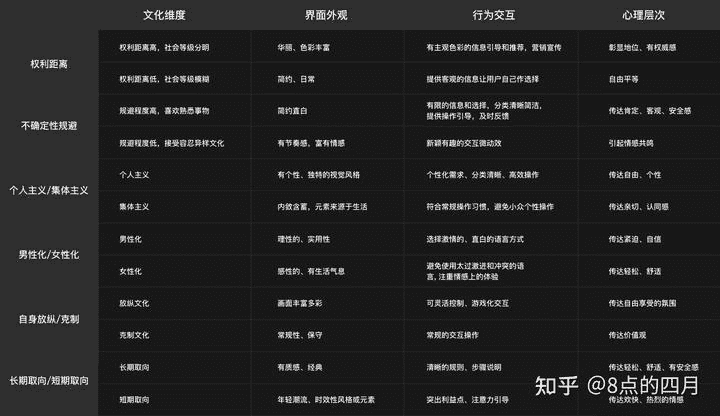 文化维度 界面外观 行为交互 心理层次
权利距离
权利距离高，社会等级分明 华丽、色彩丰富 有主观色彩的信息引导和推荐，营销宣传 彰显地位、有权威感
权利距离低，社会等级模糊 简约、日常 提供客观的信息让用户自己作选择 自由平等
不确定性规避
规避程度高，喜欢熟悉事物 简约直白 有限的信息和选择，分类清晰简洁，
提供操作引导，及时反馈 传达肯定、客观、安全感
规避程度低，接受容忍异样文化 有节奏感，富有情感 新颖有趣的交互微动效 引起情感共鸣
个人主义/集体主义
个人主义 有个性、独特的视觉风格 个性化需求、分类清晰、高效操作 传达自由、个性
集体主义 内敛含蓄，元素来源于生活 符合常规操作习惯，避免小众个性操作 传达亲切、认同感
男性化/女性化
男性化 理性的、实用性 选择激情的、直白的语言方式 传达紧迫、自信
女性化 感性的、有生活气息 避免使用太过激进和冲突的语
言，注重情感上的体验 传达轻松、舒适
自身放纵/克制
放纵文化 画面丰富多彩 可灵活控制、游戏化交互 传达自由享受的氛围
克制文化 常规性、保守 常规的交互操作 传达价值观
长期取向/短期取向
长期取向 有质感、经典 清晰的规则、步骤说明 传达轻松、舒适、有安全感
短期取向 年轻潮流、时效性风格或元素 突出利益点、注意力引导 传达欢快、热烈的情感
知乎 @8点的四月